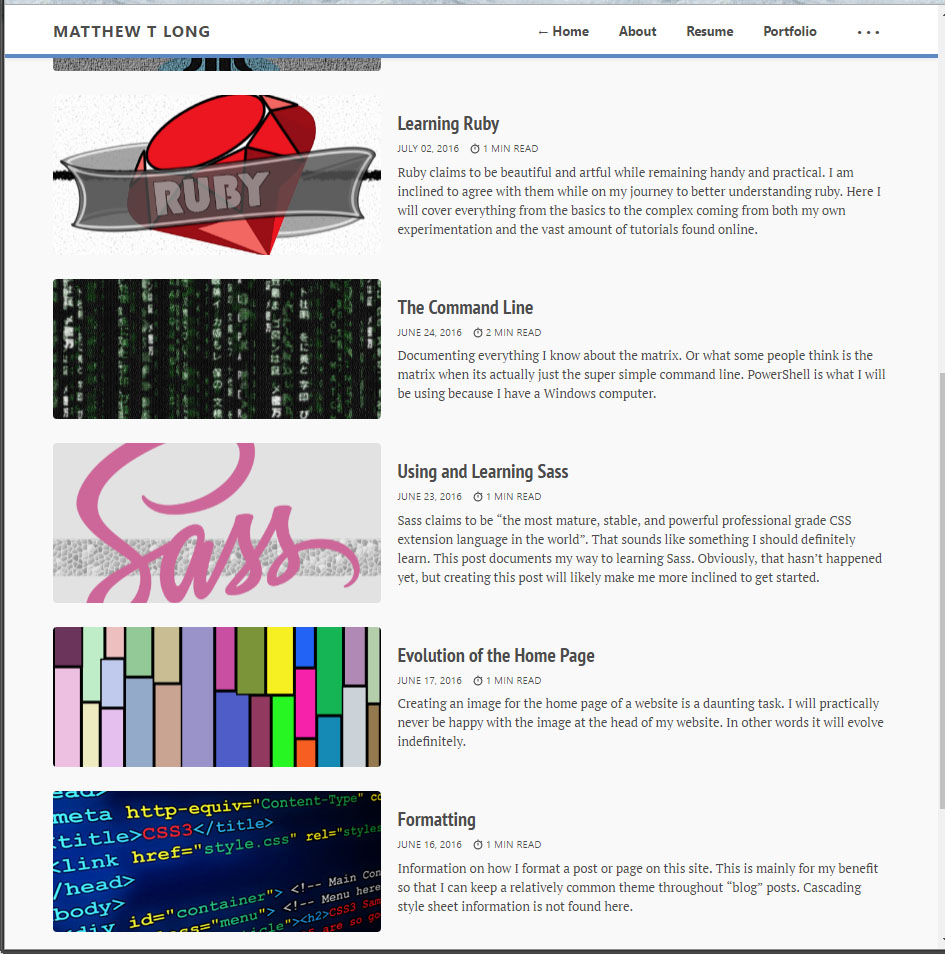 MATTHEW T LONG
← Home About Resume Portfolio ...
RUBY
Learning Ruby
JULY 02, 2016 1 MIN READ
Ruby claims to be beautiful and artful while remaining handy and practical. I am
inclined to agree with them while on my journey to better understanding ruby. Here I
will cover everything from the basics to the complex coming from both my own
experimentation and the vast amount of tutorials found online.
The Command Line
JUNE 24, 2016 2 MIN READ
Documenting everything I know about the matrix. Or what some people think is the
matrix when its actually just the super simple command line. PowerShell is what I will
be using because I have a Windows computer.
Sass
Using and Learning Sass
JUNE 23, 2016 1 MIN READ
Sass claims to be “the most mature, stable, and powerful professional grade CSS
extension language in the world”. That sounds like something I should definitely
learn. This post documents my way to learning Sass. Obviously, that hasn’t happened
yet, but creating this post will likely make me more inclined to get started.
Evolution of the Home Page
JUNE 17, 2016 1 MIN READ
Creating an image for the home page of a website is a daunting task. I will practically
never be happy with the image at the head of my website. In other words it will evolve
indefinitely.
ead>
meta http-equiv="Content-Type" co
<title>CSS3</title>
<link href="style.css" rel="styles
/head>
body>
<!-- Main Con
div id="container"> <!-- Menu here
ss="menu"> <h2>CSS3 Sam
Formatting
JUNE 16, 2016 1 MIN READ
Information on how I format a post or page on this site. This is mainly for my benefit
so that I can keep a relatively common theme throughout “blog” posts. Cascading
style sheet information is not found here.